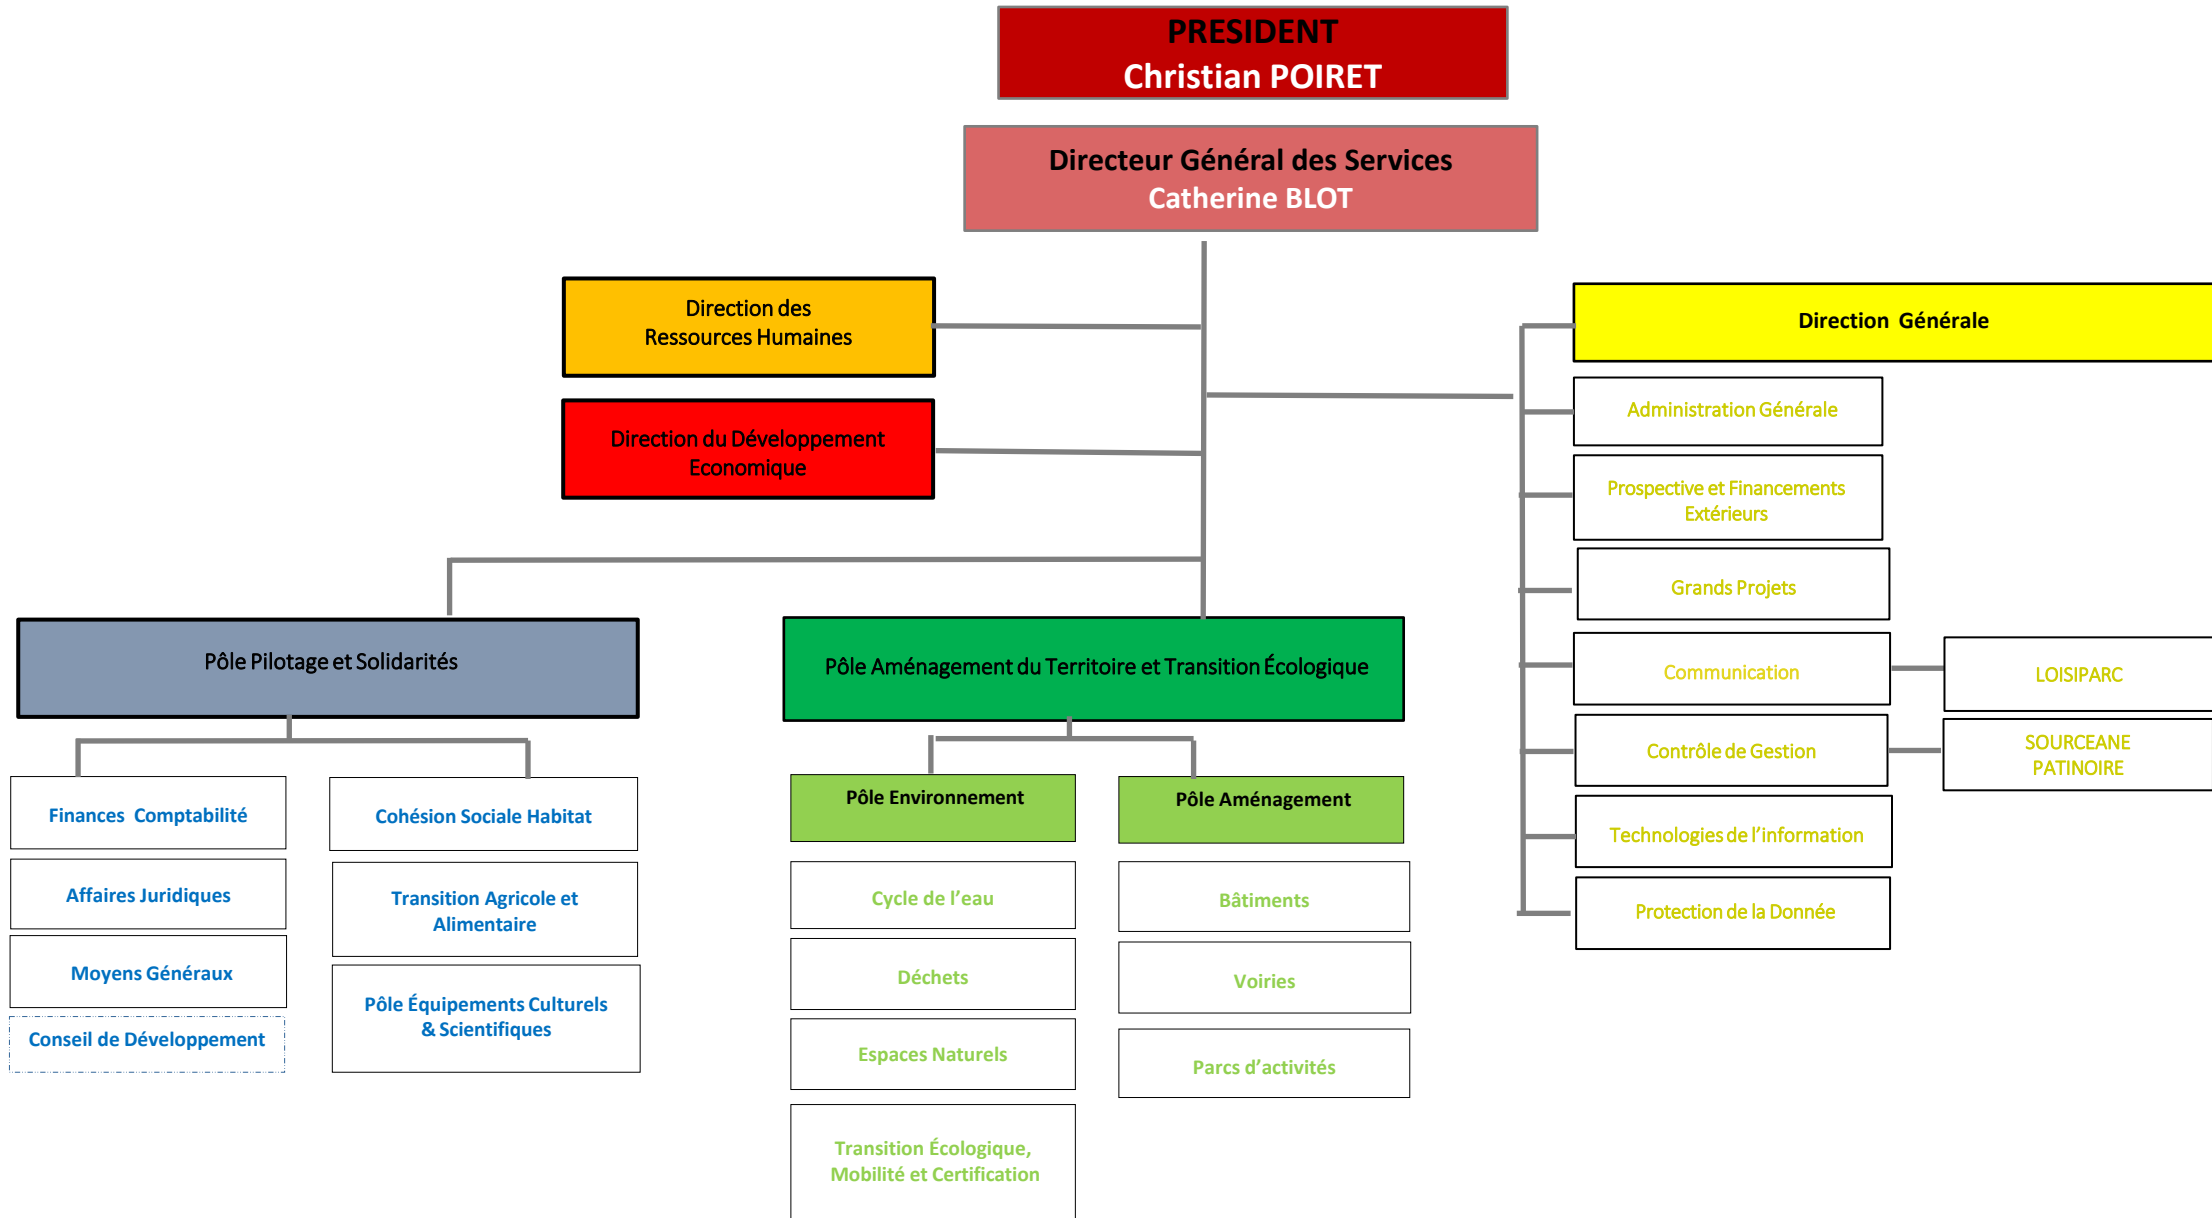 PRESIDENT
Christian POIRET
Directeur Général des Services
Catherine BLOT
Direction des
Ressources Humaines
Direction du Développement
Economique
Direction Générale
Administration Générale
Prospective et Financements
Extérieurs
Grands Projets
Communication
LOISIPARC
Contrôle de Gestion
SOURCEANE
PATINOIRE
Technologies de l’information
Protection de la Donnée
Pôle Pilotage et Solidarités
Finances Comptabilité
Affaires Juridiques
Moyens Généraux
Conseil de Développement
Cohésion Sociale Habitat
Transition Agricole et
Alimentaire
Pôle Équipements Culturels
& Scientifiques
Pôle Aménagement du Territoire et Transition Écologique
Pôle Environnement
Cycle de l’eau
Déchets
Espaces Naturels
Transition Écologique,
Mobilité et Certification
Pôle Aménagement
Bâtiments
Voiries
Parcs d’activités